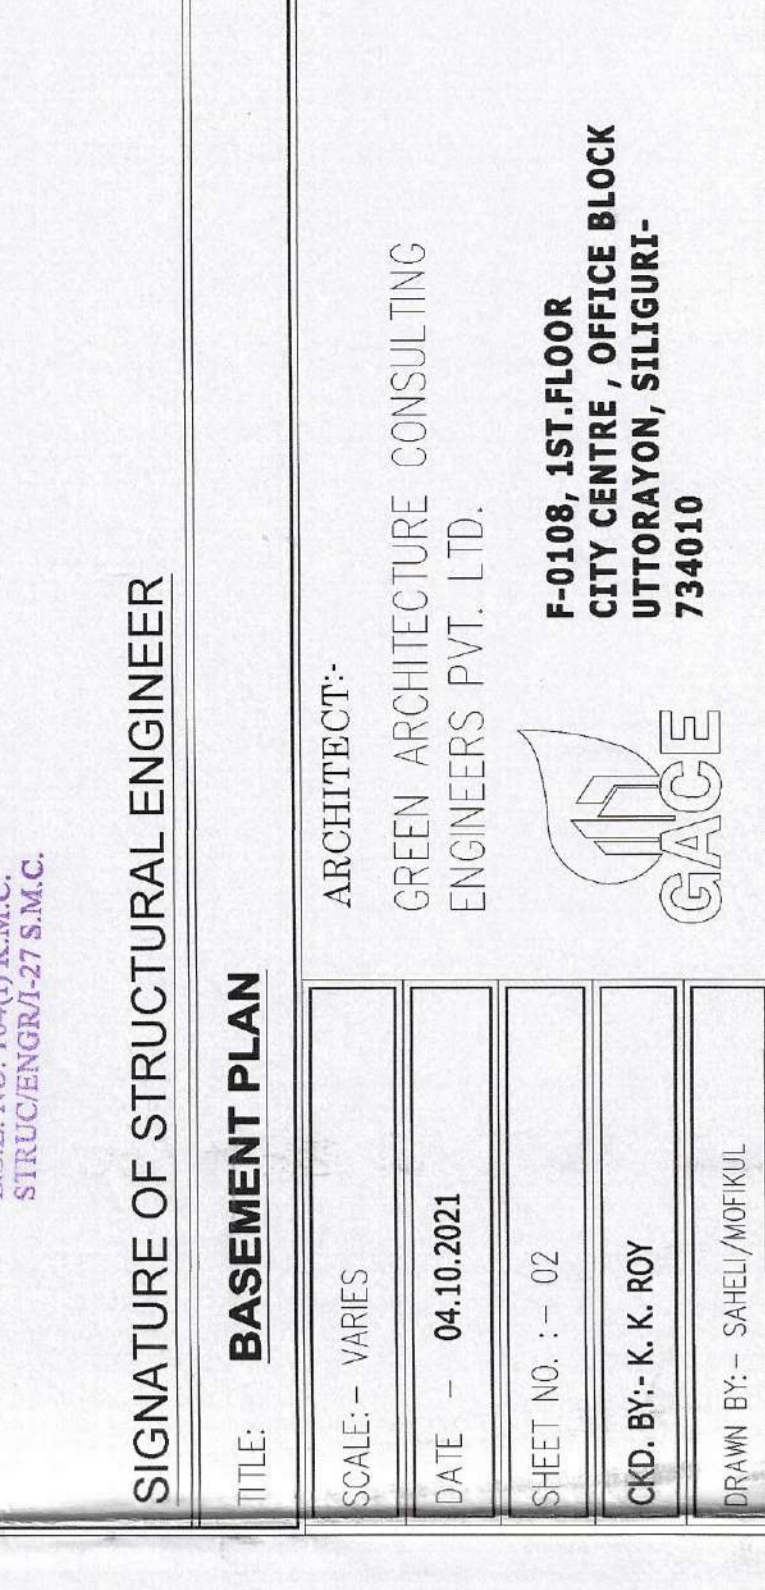 STRUC/ENGR/I-27 S.M.C.
SIGNATURE OF STRUCTURAL ENGINEER
TITLE: BASEMENT PLAN
SCALE:- VARIES
DATE - 04.10.2021
SHEET NO. :- 02
CKD. BY:- K. K. ROY
DRAWN BY:- SAHELI/MOFIKUL
ARCHITECT:-
GREEN ARCHITECTURE CONSULTING
ENGINEERS PVT. LTD.
GACE
F-0108, 1ST.FLOOR
CITY CENTRE , OFFICE BLOCK
UTTORAYON, SILIGURI-
734010